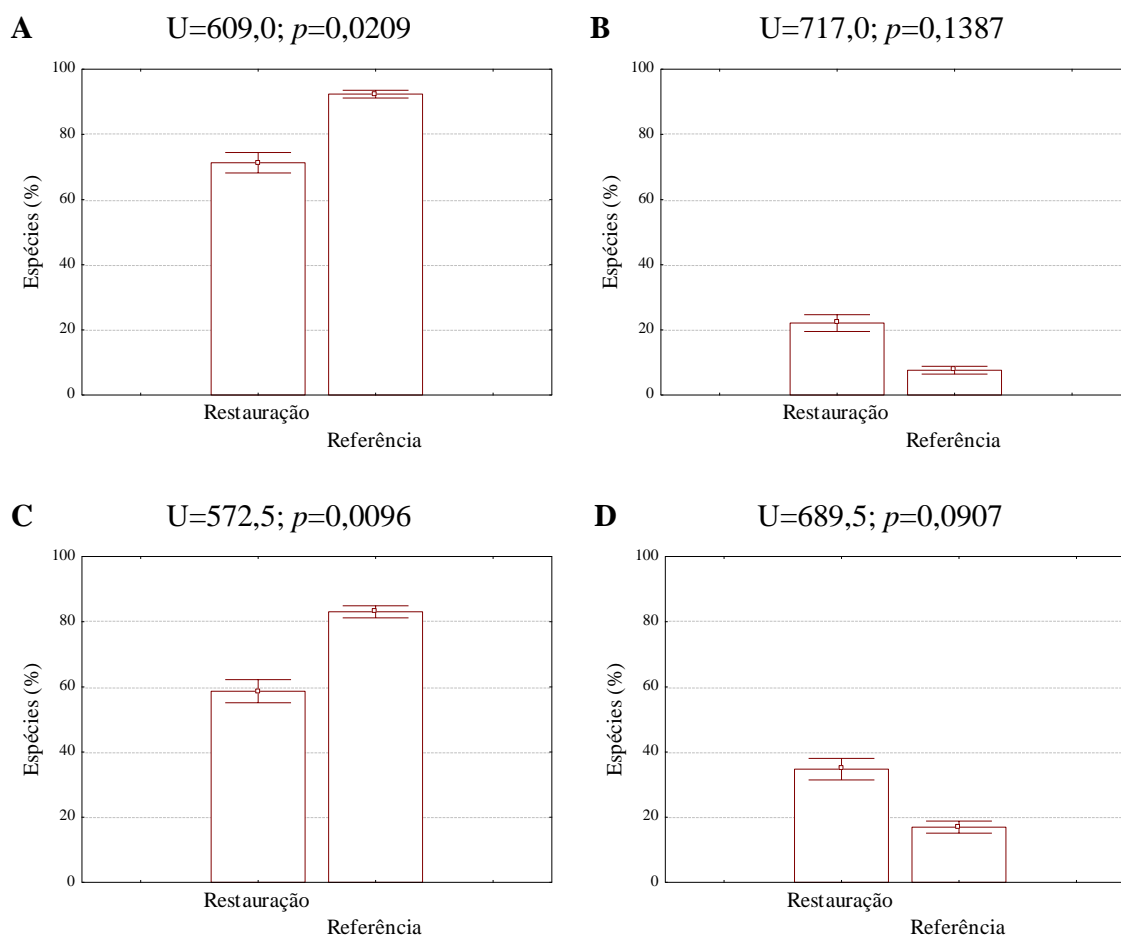 A
U=609,0; p=0,0209
100
80
60
40
20
0
Espécies (%)
Restauração
Referência
B
U=717,0; p=0,1387
100
80
60
40
20
0
Espécies (%)
Restauração
Referência
C
U=572,5; p=0,0096
100
80
60
40
20
0
Espécies (%)
Restauração
Referência
D
U=689,5; p=0,0907
100
80
60
40
20
0
Espécies (%)
Restauração
Referência